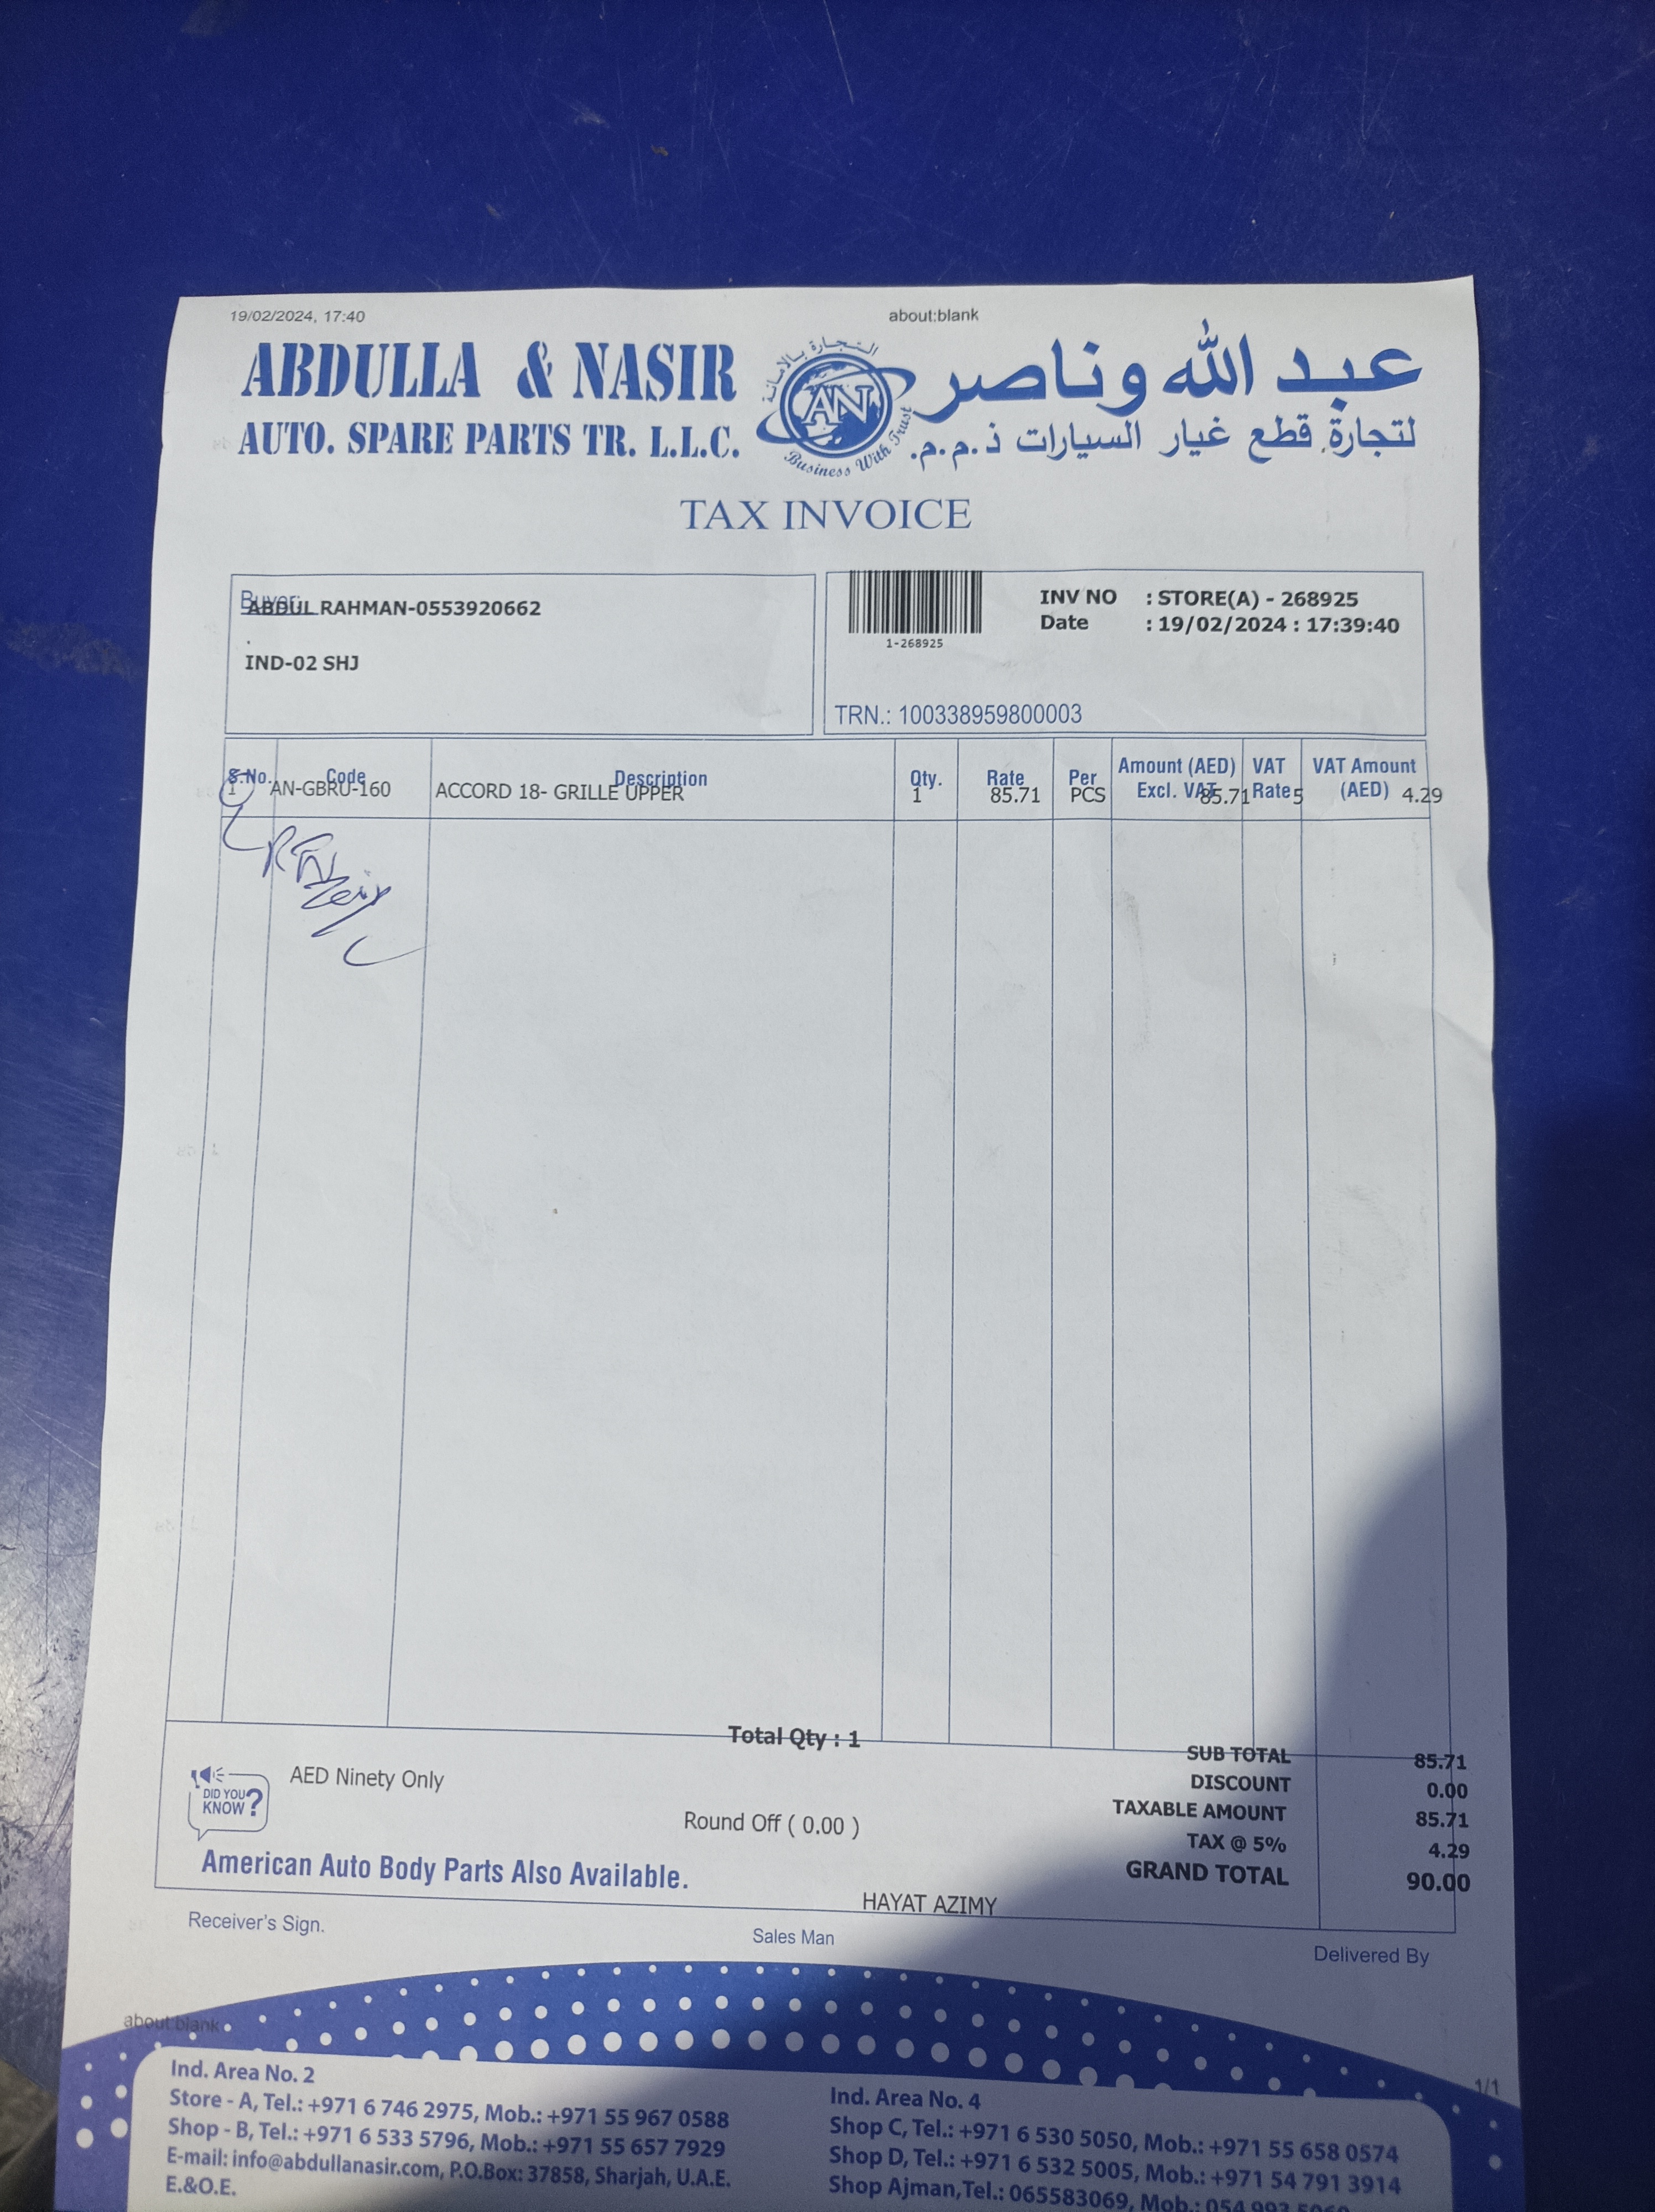 19/02/2024, 17:40 about:blank
ABDULLA & NASIR عبد الله وناصر
AUTO. SPARE PARTS TR. L.L.C. لتجارة قطع غيار السيارات ذ.م.م.
التجارة بالأمانة
AN
Business With Trust
TAX INVOICE
Buyer:
ABDUL RAHMAN-0553920662
.
IND-02 SHJ
1-268925
INV NO : STORE(A) - 268925
Date : 19/02/2024 : 17:39:40
TRN.: 100338959800003
S.No. Code Description Qty. Rate Per Amount (AED) Excl. VAT VAT Rate VAT Amount (AED)
1 AN-GBRU-160 ACCORD 18- GRILLE UPPER 1 85.71 PCS 85.71 5 4.29
Total Qty : 1
SUB TOTAL 85.71
DISCOUNT 0.00
TAXABLE AMOUNT 85.71
TAX @ 5% 4.29
GRAND TOTAL 90.00
DID YOU KNOW?
AED Ninety Only
Round Off ( 0.00 )
American Auto Body Parts Also Available.
HAYAT AZIMY
Receiver's Sign. Sales Man Delivered By
about:blank 1/1
Ind. Area No. 2
Store - A, Tel.: +971 6 746 2975, Mob.: +971 55 967 0588
Shop - B, Tel.: +971 6 533 5796, Mob.: +971 55 657 7929
E-mail: info@abdullanasir.com, P.O.Box: 37858, Sharjah, U.A.E.
E.&O.E.
Ind. Area No. 4
Shop C, Tel.: +971 6 530 5050, Mob.: +971 55 658 0574
Shop D, Tel.: +971 6 532 5005, Mob.: +971 54 791 3914
Shop Ajman,Tel.: 065583069, Mob.: 054 993